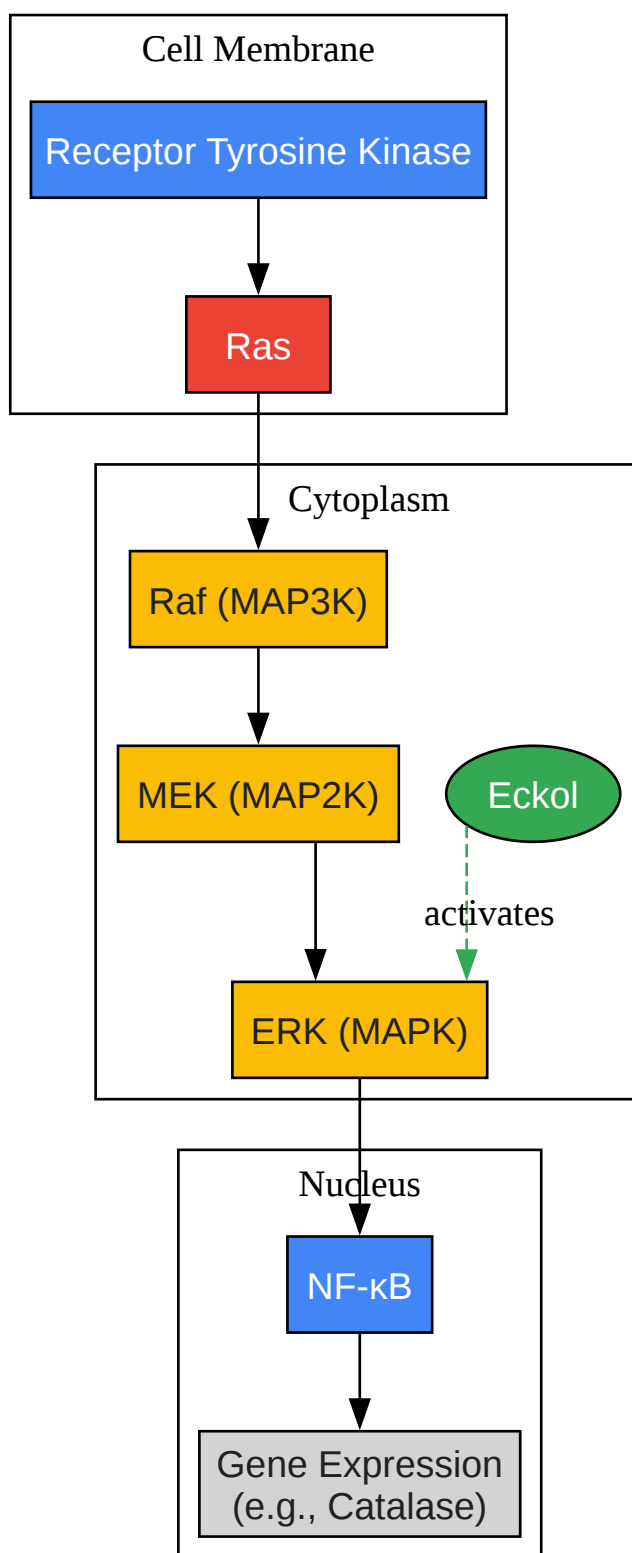 Cell Membrane
Receptor Tyrosine Kinase
Ras
Cytoplasm
Raf (MAP3K)
MEK (MAP2K)
Eckol
activates
ERK (MAPK)
Nucleus
NF-κB
Gene Expression
(e.g., Catalase)